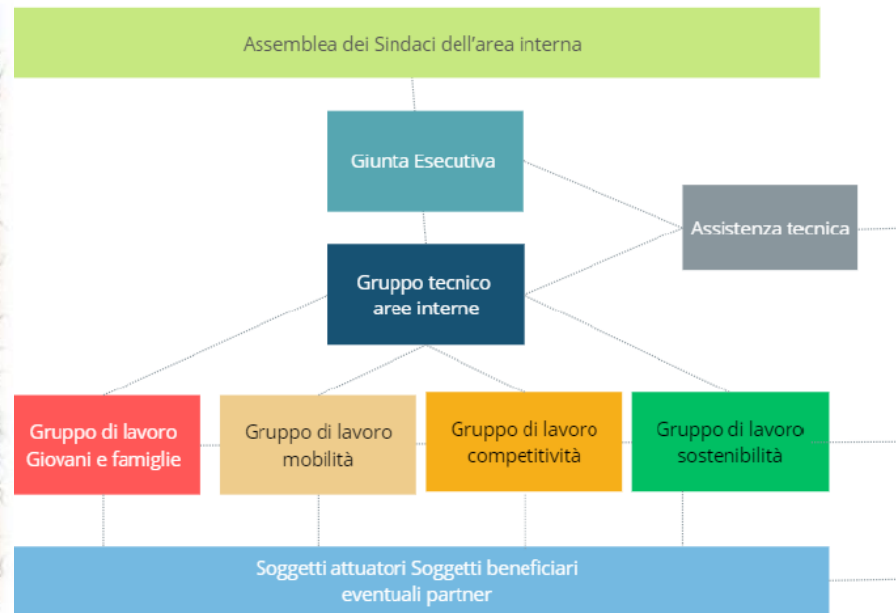 Assemblea dei Sindaci dell'area interna
Giunta Esecutiva
Assistenza tecnica
Gruppo tecnico
aree interne
Gruppo di lavoro
Giovani e famiglie
Gruppo di lavoro
mobilità
Gruppo di lavoro
competitività
Gruppo di lavoro
sostenibilità
Soggetti attuatori Soggetti beneficiari
eventuali partner